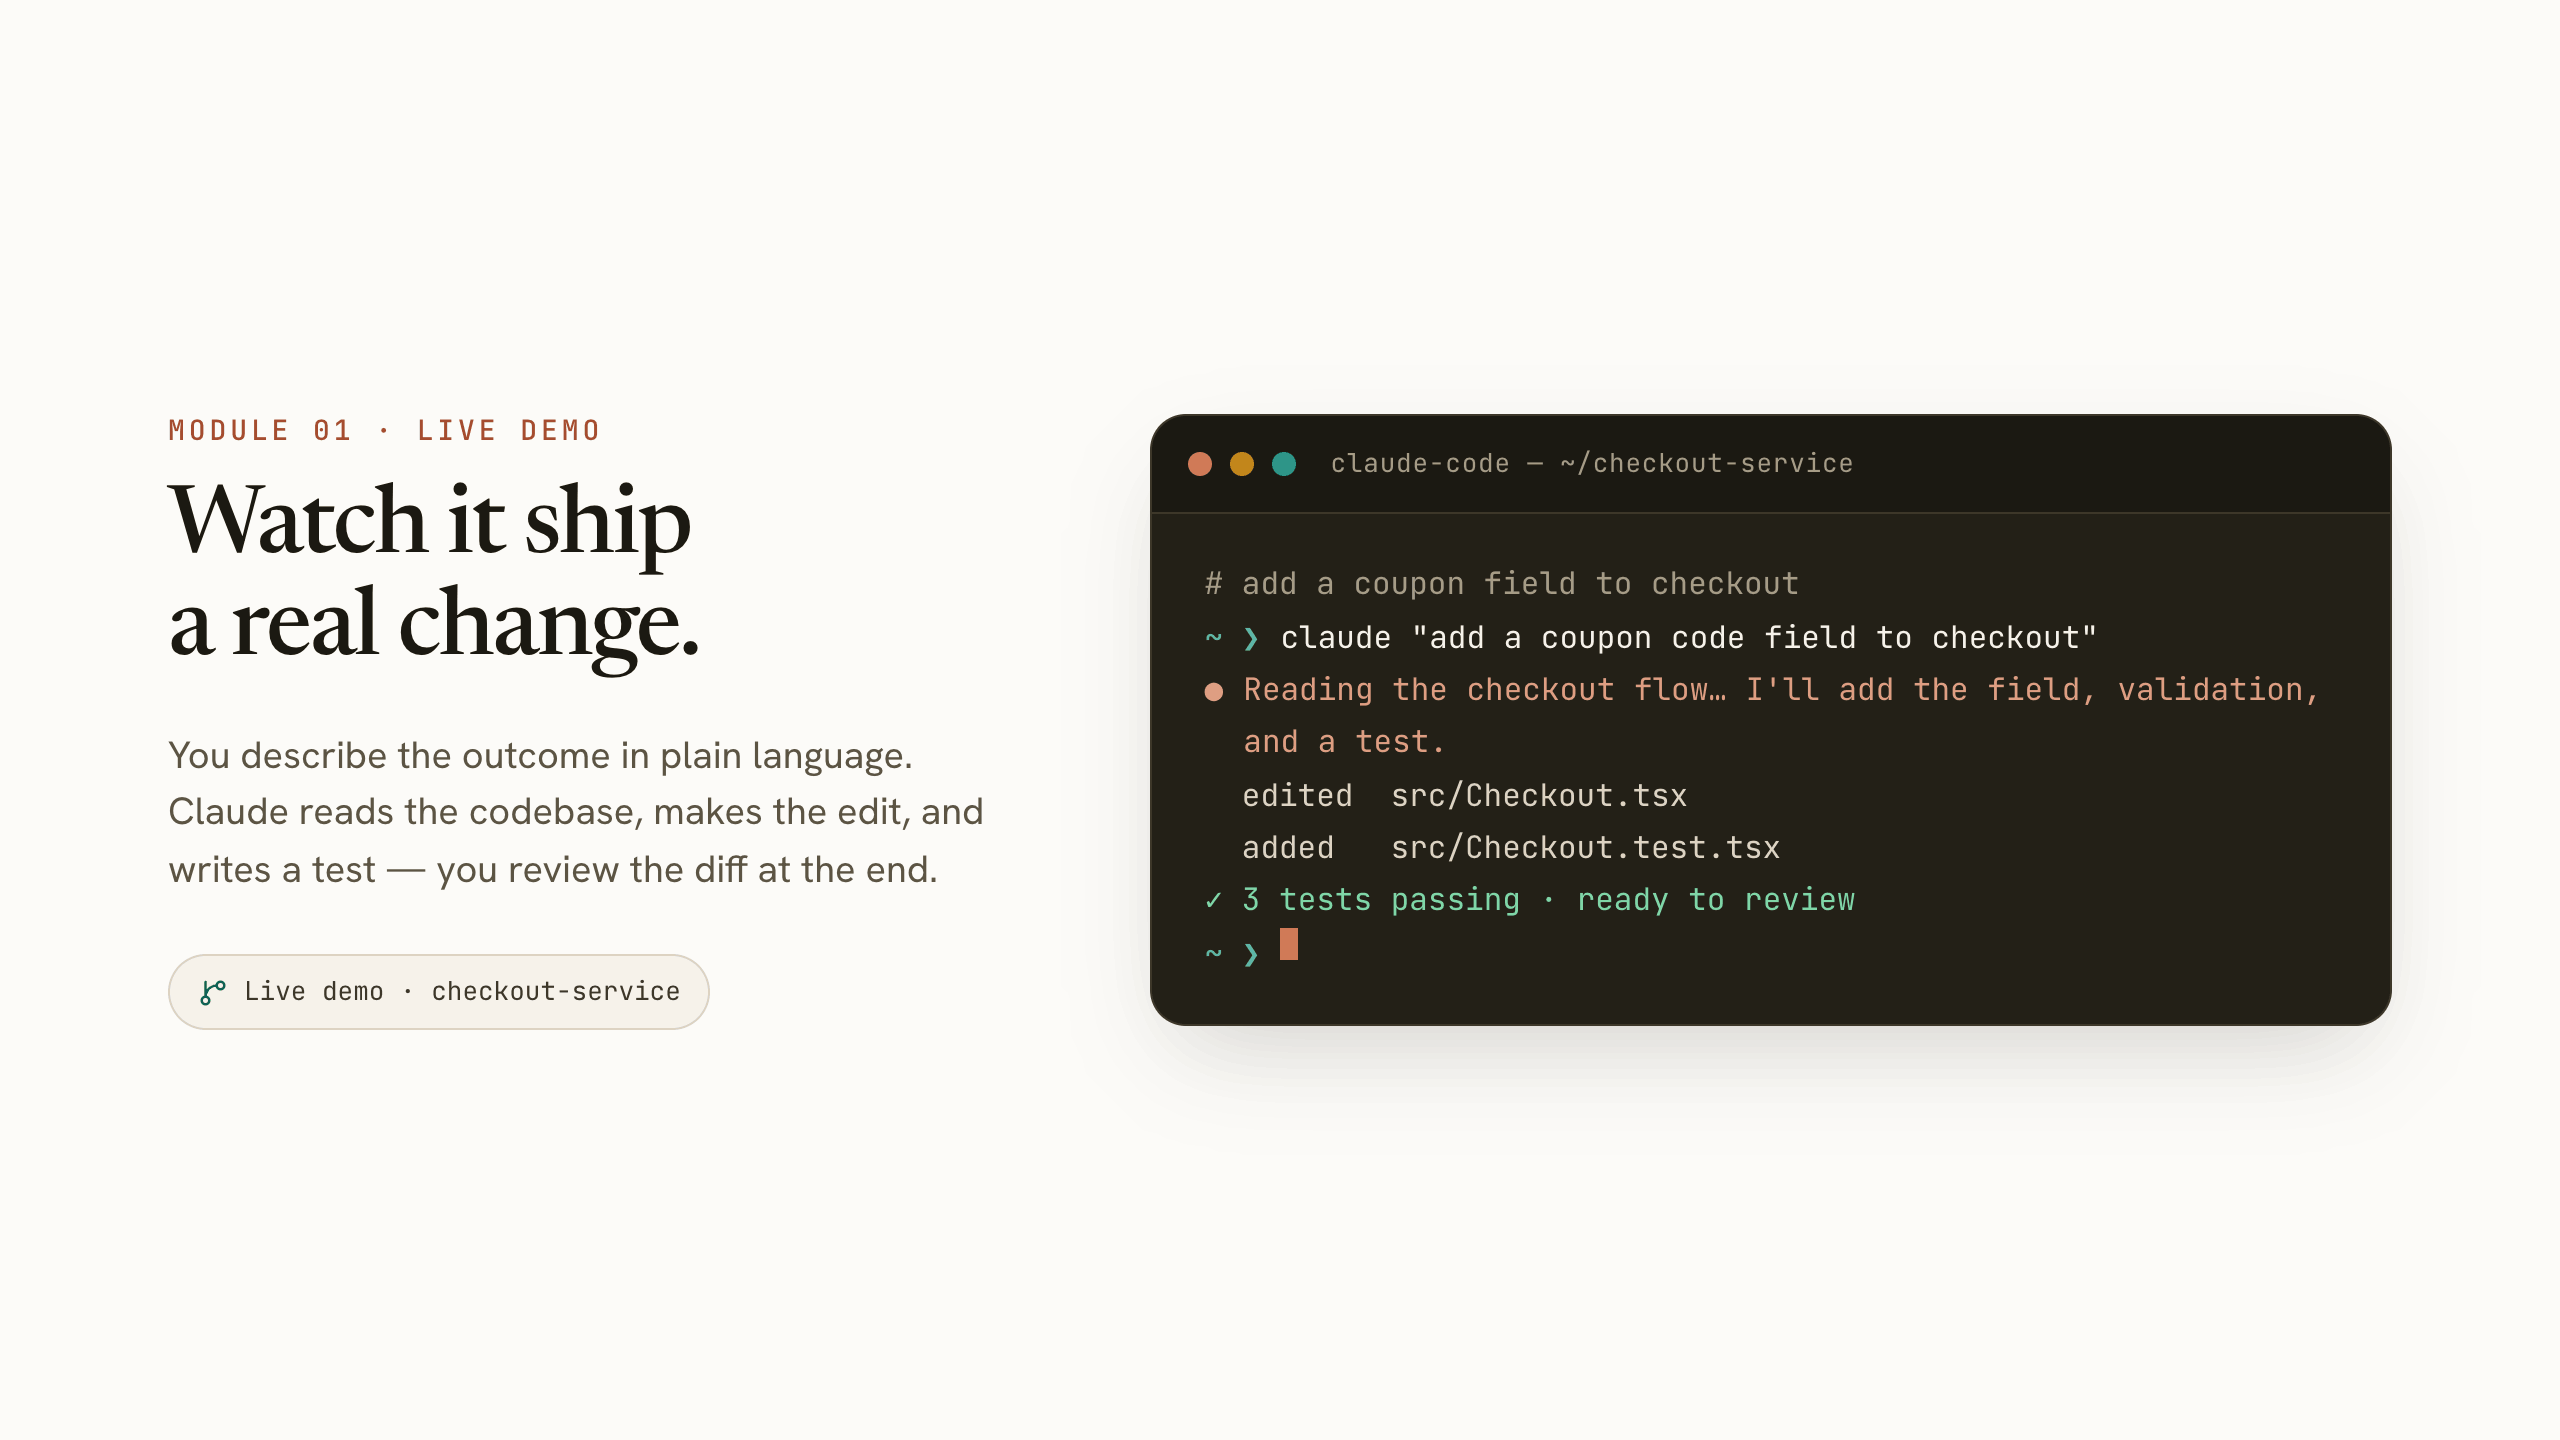 MODULE 01 · LIVE DEMO
Watch it ship
a real change.
You describe the outcome in plain language.
Claude reads the codebase, makes the edit, and
writes a test — you review the diff at the end.
Live demo · checkout-service
claude-code — ~/checkout-service
# add a coupon field to checkout
~ ❯ claude "add a coupon code field to checkout"
● Reading the checkout flow… I'll add the field, validation,
and a test.
edited  src/Checkout.tsx
added   src/Checkout.test.tsx
✓ 3 tests passing · ready to review
~ ❯